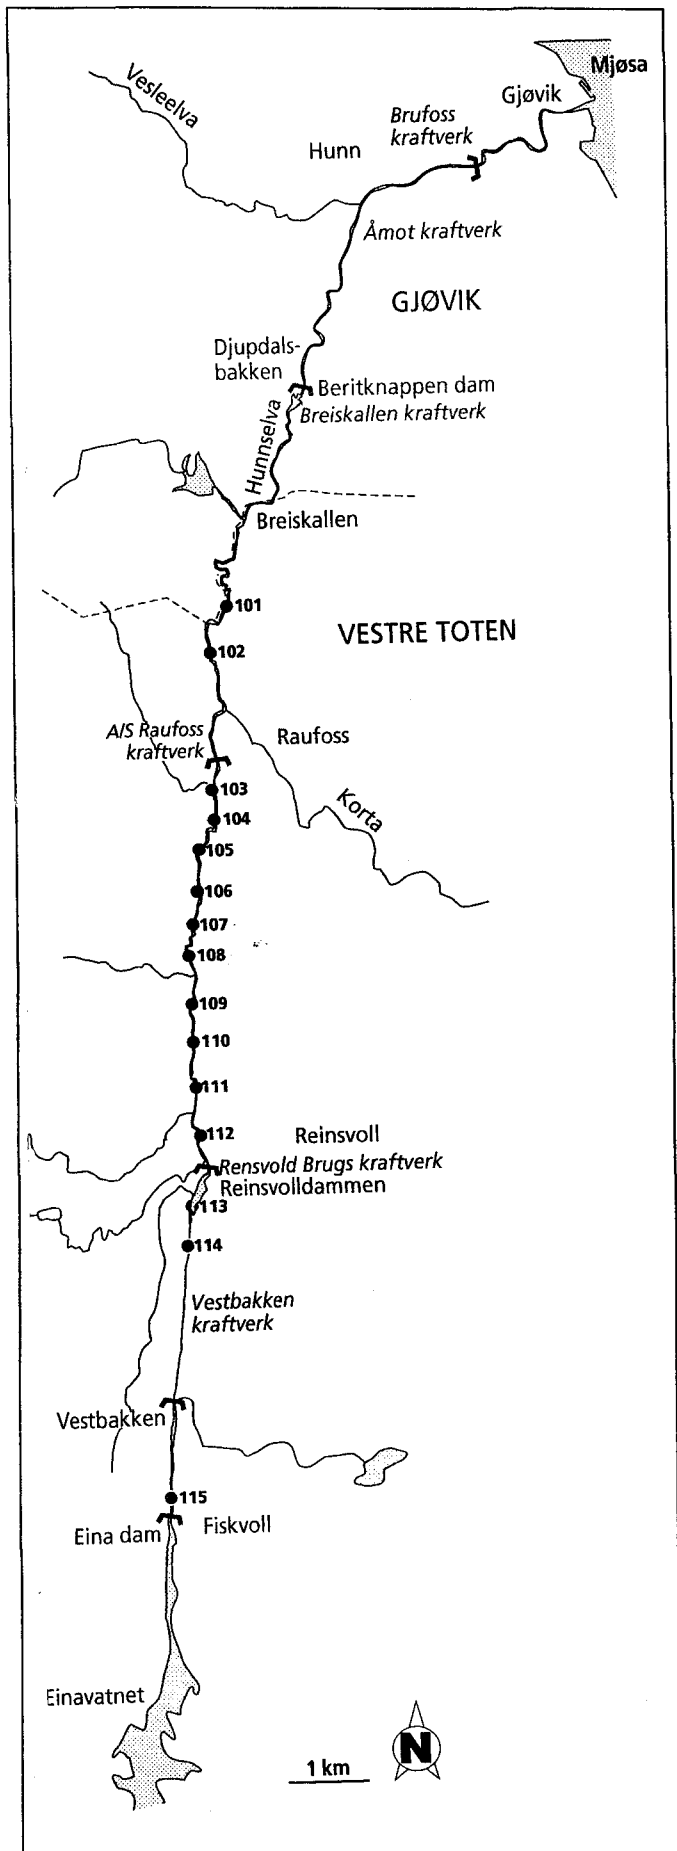 Mjøsa
Vesleelva
Gjøvik
Brufoss
kraftverk
Hunn
Åmot kraftverk
GJØVIK
Djupdals-
bakken
Beritknappen dam
Breiskallen kraftverk
Hunnselva
Breiskallen
101
VESTRE TOTEN
102
A/S Raufoss
kraftverk
Raufoss
103
Korta
104
105
106
107
108
109
110
111
112
Reinsvoll
Rensvold Brugs kraftverk
Reinsvolldammen
113
114
Vestbakken
kraftverk
Vestbakken
115
Eina dam
Fiskvoll
Einavatnet
N
1 km